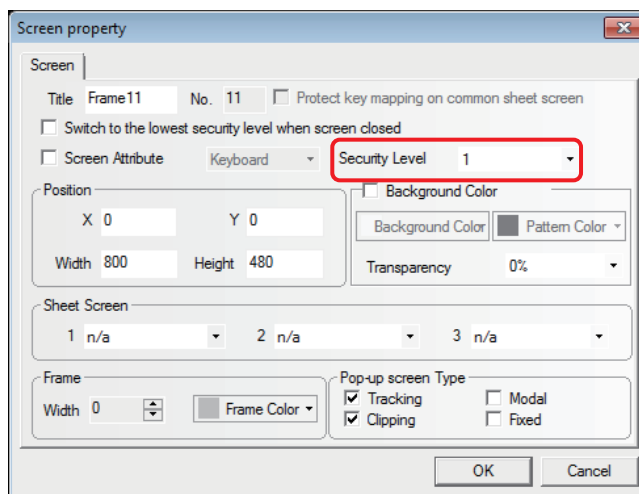 Screen property
Screen
Title Frame11 No. 11 Protect key mapping on common sheet screen
Switch to the lowest security level when screen closed
Screen Attribute Keyboard Security Level 1
Position Background Color
X 0 Y 0 Background Color Pattern Color
Width 800 Height 480 Transparency 0%
Sheet Screen
1 n/a 2 n/a 3 n/a
Frame Pop-up screen Type
Width 0 Frame Color Tracking Modal
Clipping Fixed
OK Cancel